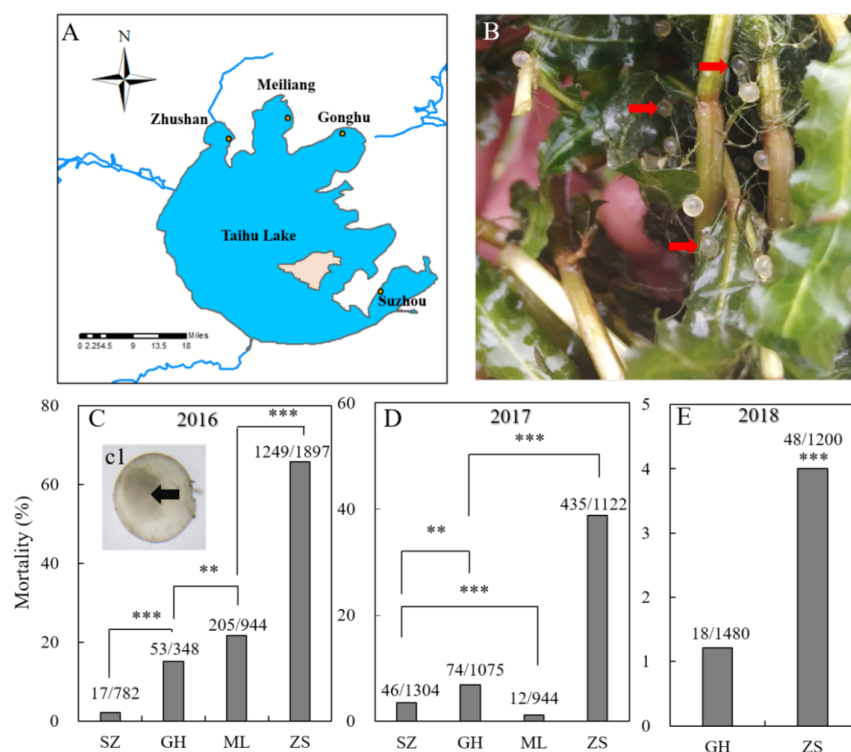 A
N
Meiliang
Zhushan
Gonghu
Taihu Lake
Suzhou
Miles
0 2.25 4.5 9 13.5 18
B
Mortality (%)
C
2016
c1
80
60
40
20
0
***
**
***
17/782
53/348
205/944
1249/1897
SZ GH ML ZS
D
2017
60
40
20
0
***
**
***
46/1304
74/1075
12/944
435/1122
SZ GH ML ZS
E
2018
5
4
3
2
1
0
48/1200
***
18/1480
GH ZS